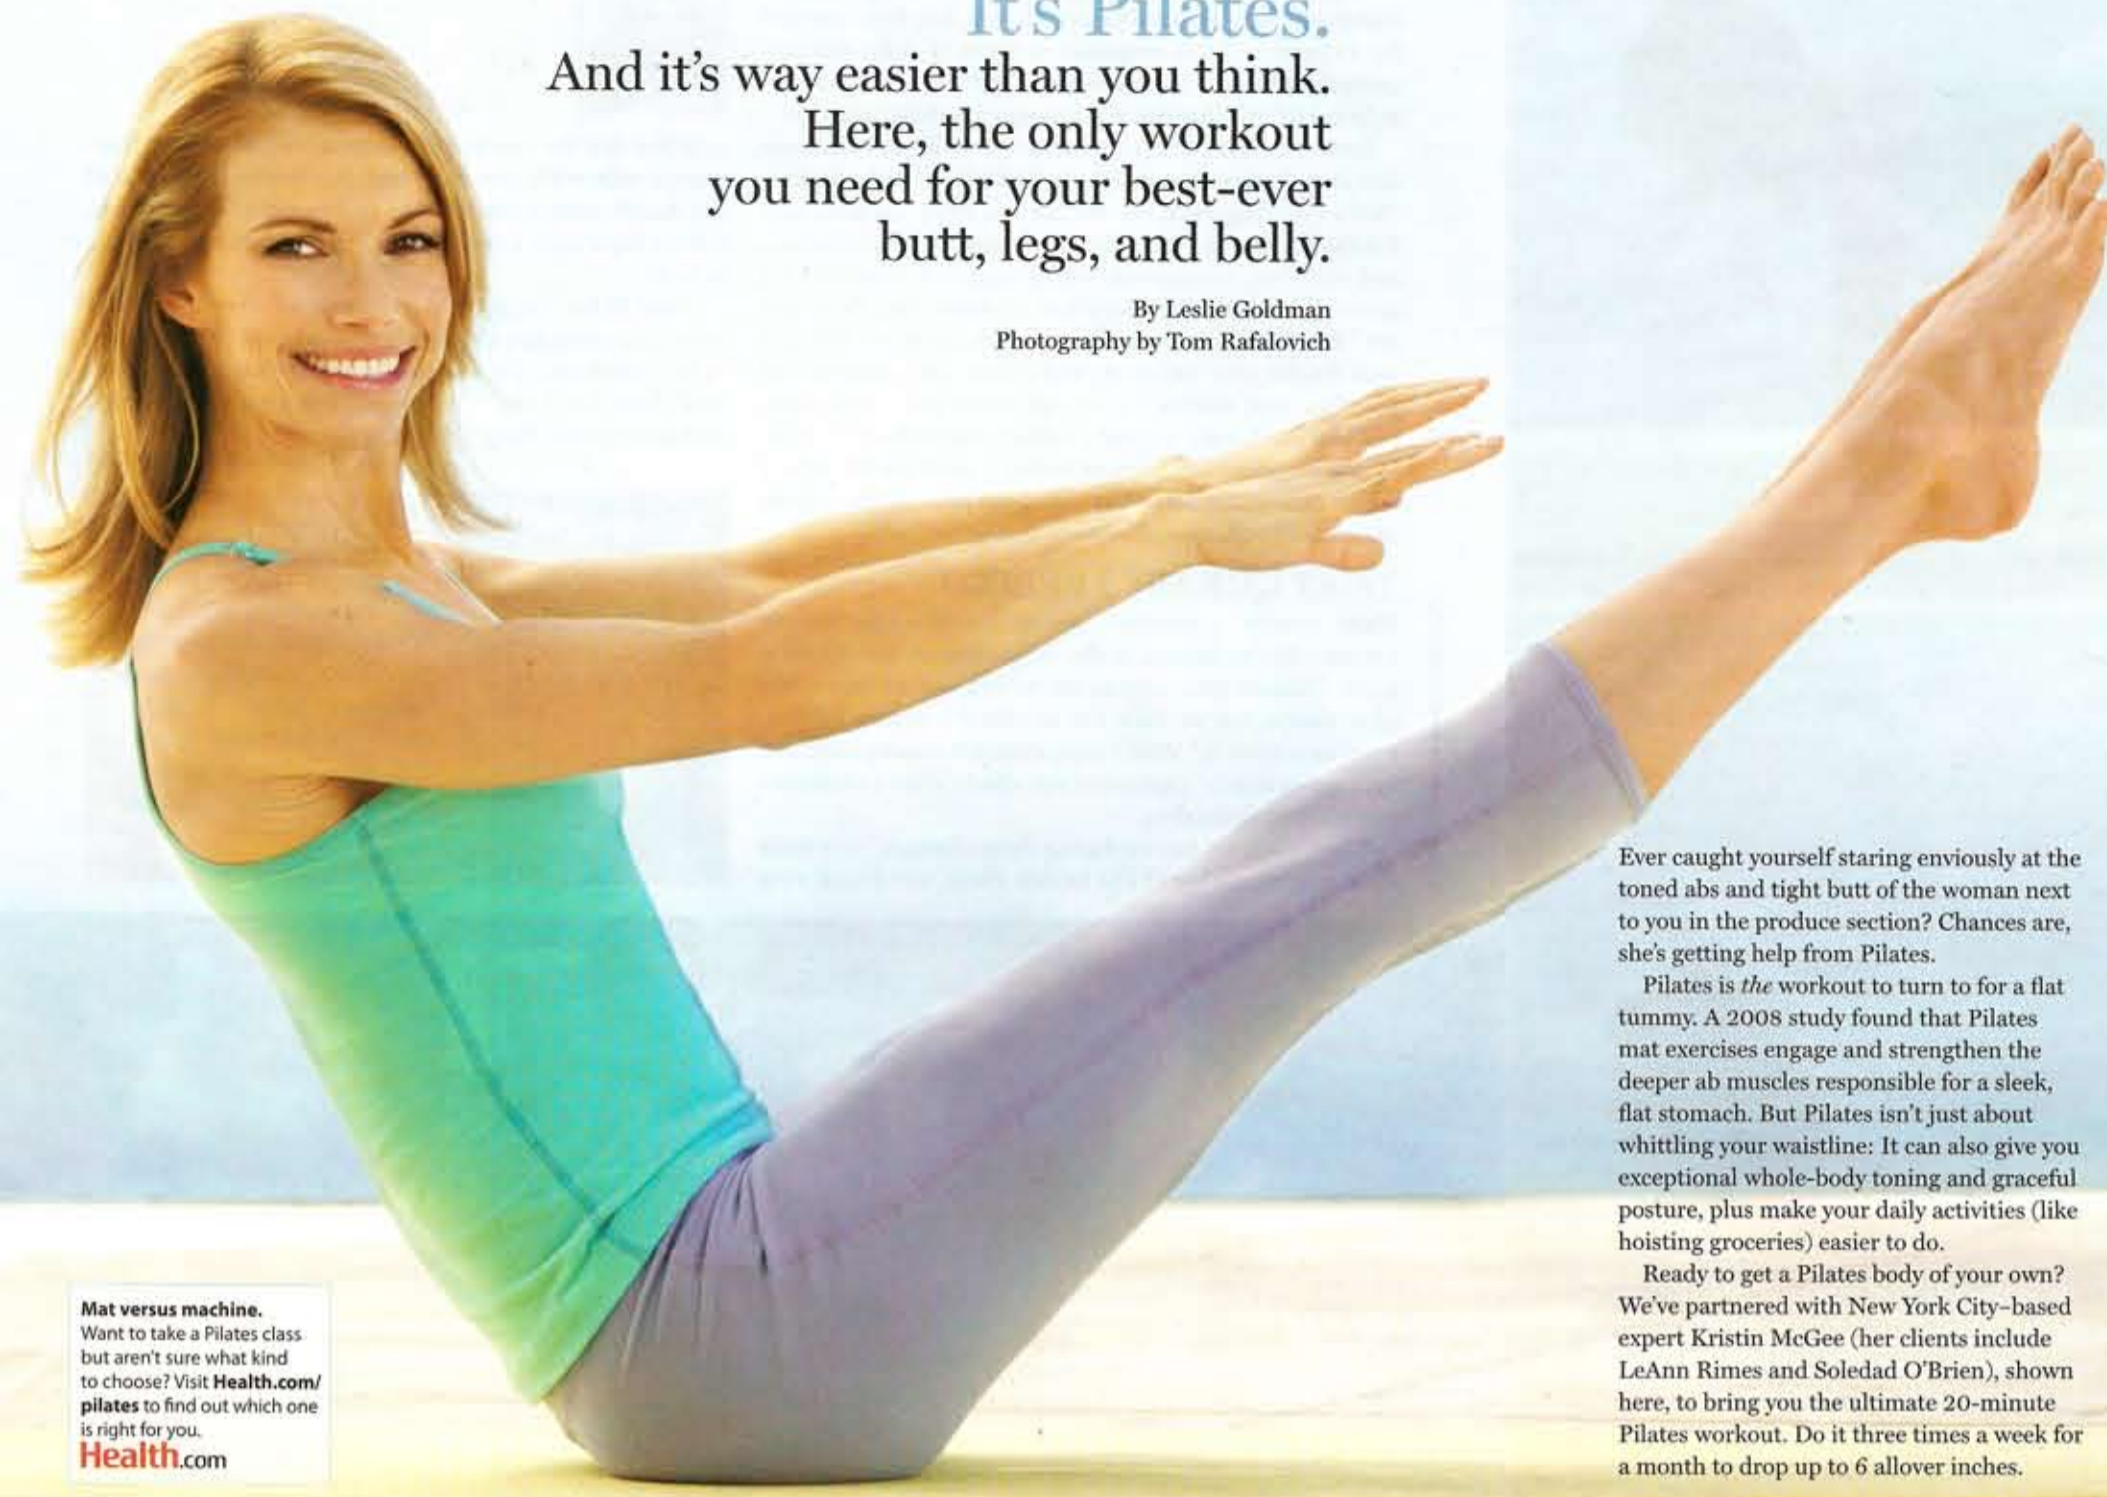 It's Pilates.
And it's way easier than you think.
Here, the only workout
you need for your best-ever
butt, legs, and belly.
By Leslie Goldman
Photography by Tom Rafalovich
Ever caught yourself staring enviously at the
toned abs and tight butt of the woman next
to you in the produce section? Chances are,
she's getting help from Pilates.
Pilates is the workout to turn to for a flat
tummy. A 2008 study found that Pilates
mat exercises engage and strengthen the
deeper ab muscles responsible for a sleek,
flat stomach. But Pilates isn't just about
whittling your waistline: It can also give you
exceptional whole-body toning and graceful
posture, plus make your daily activities (like
hoisting groceries) easier to do.
Ready to get a Pilates body of your own?
We've partnered with New York City–based
expert Kristin McGee (her clients include
LeAnn Rimes and Soledad O'Brien), shown
here, to bring you the ultimate 20-minute
Pilates workout. Do it three times a week for
a month to drop up to 6 allover inches.
Mat versus machine.
Want to take a Pilates class
but aren't sure what kind
to choose? Visit Health.com/
pilates to find out which one
is right for you.
Health.com